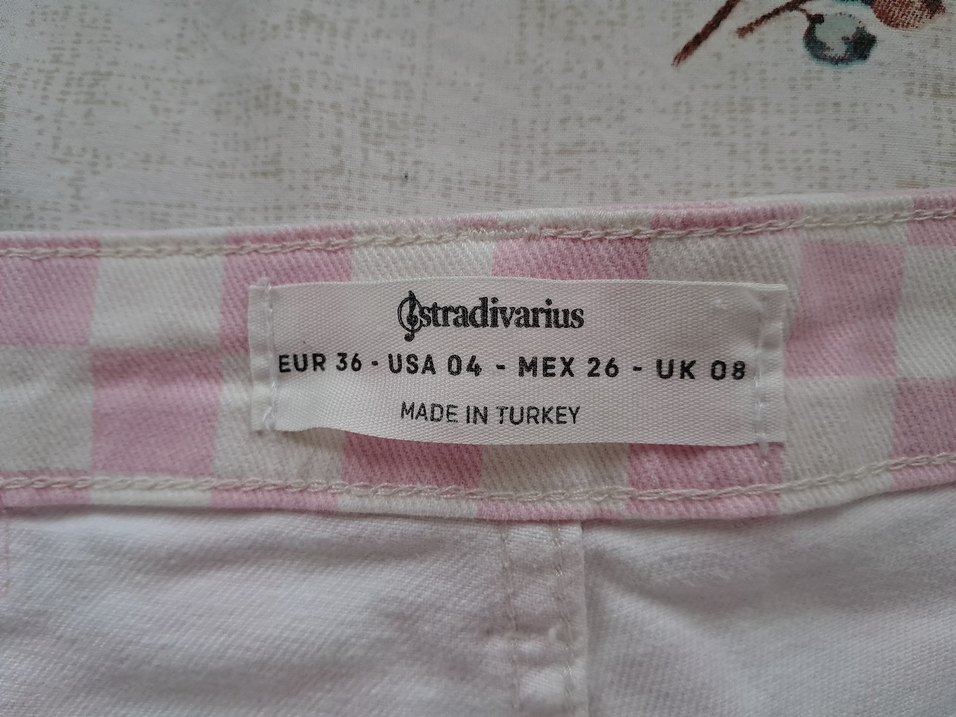 stradivarius
EUR 36 - USA 04 - MEX 26 - UK 08
MADE IN TURKEY